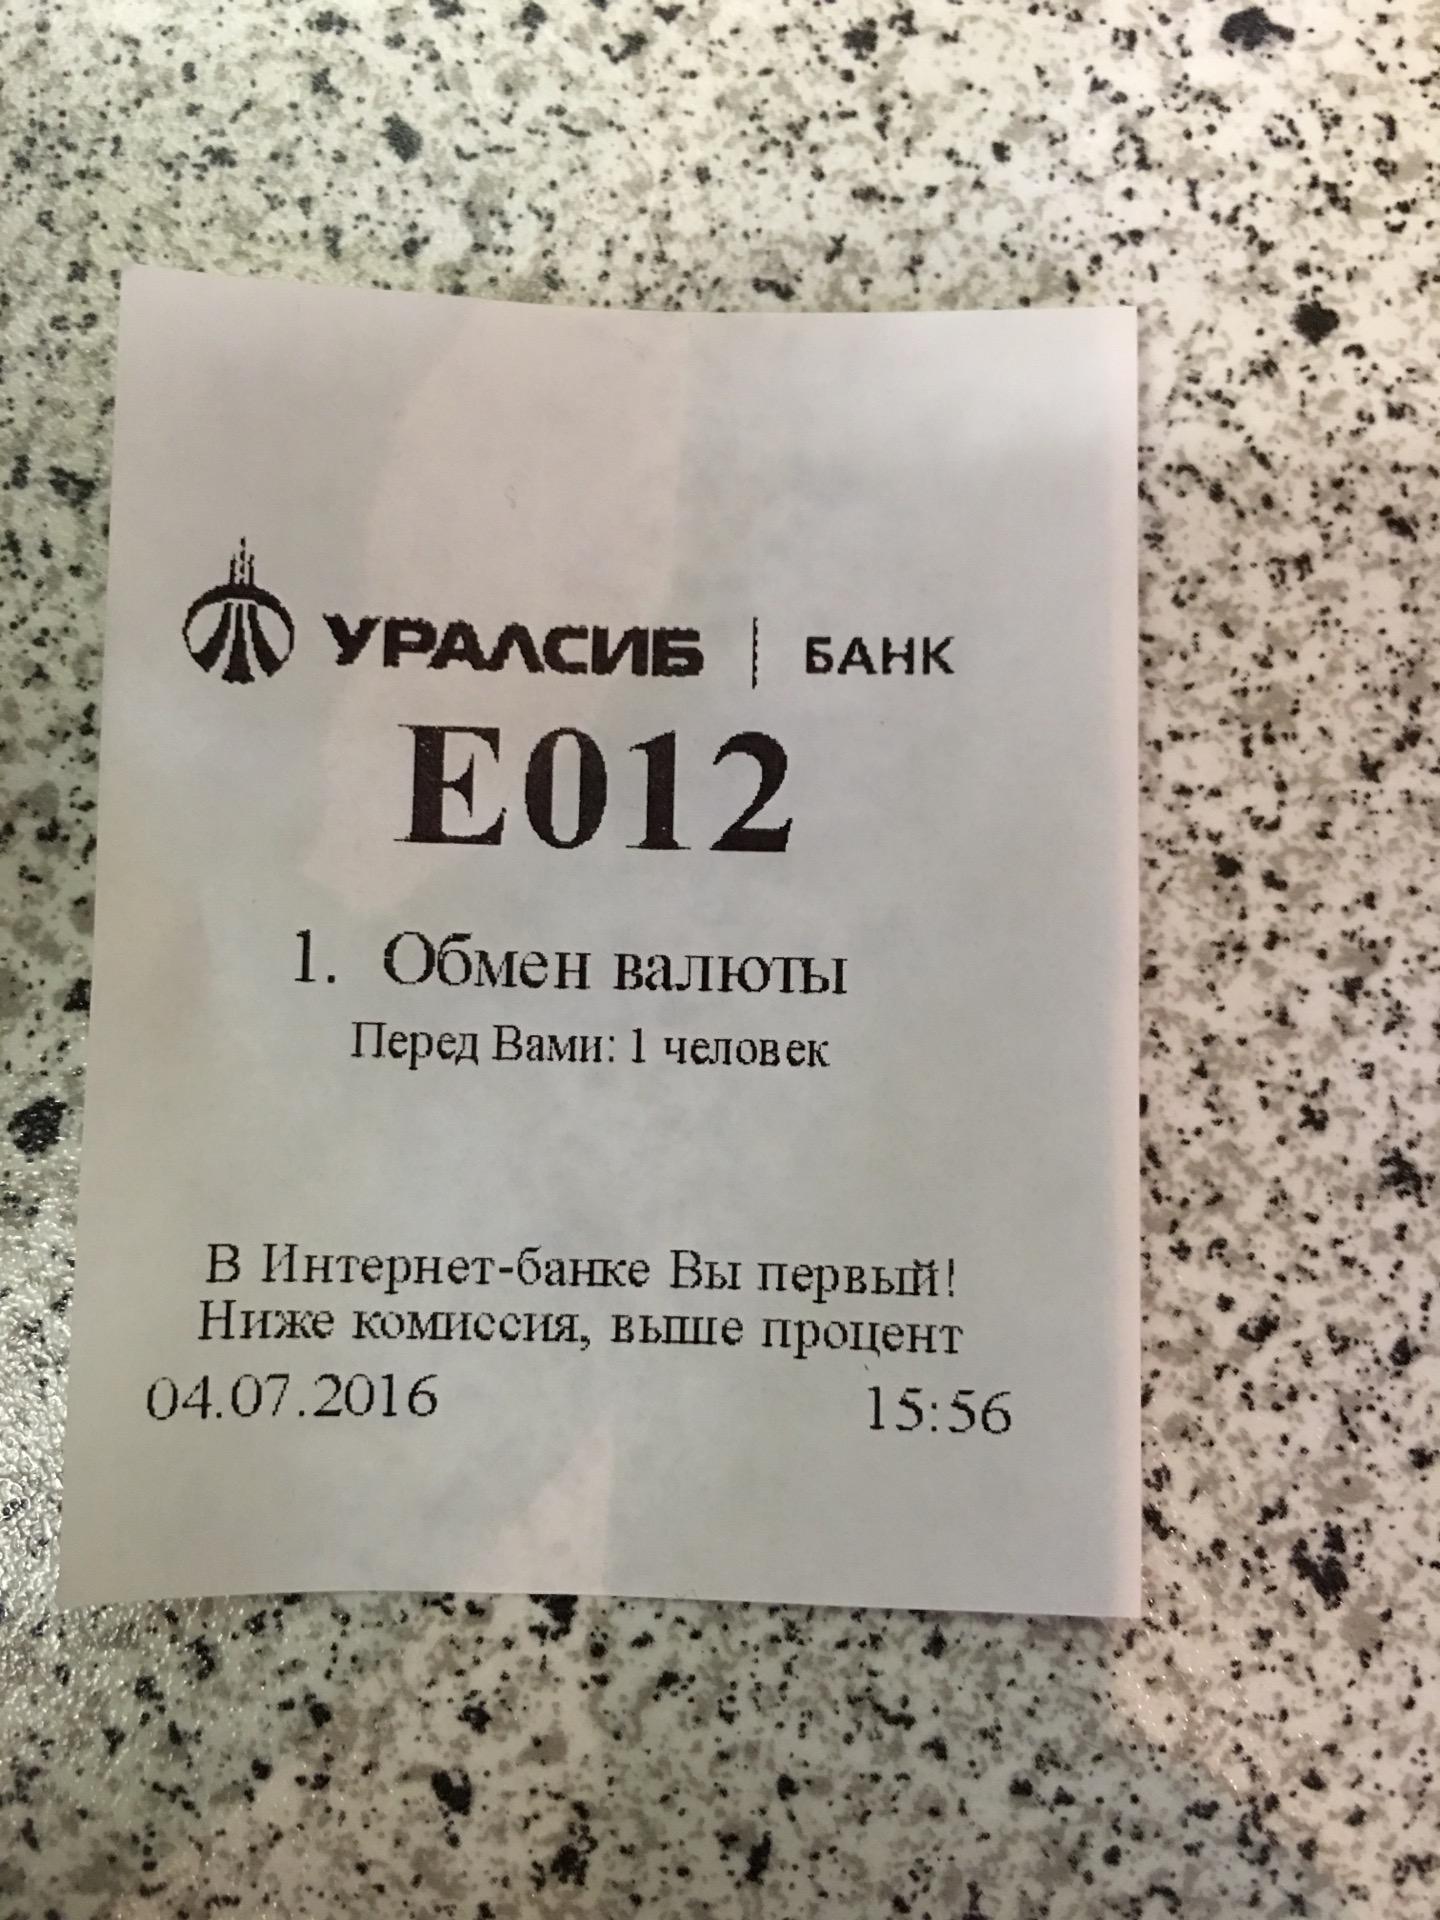 УРАЛСИБ | БАНК
Е012
1. Обмен валюты
Перед Вами: 1 человек
В Интернет-банке Вы первый!
Ниже комиссия, выше процент
04.07.2016 15:56